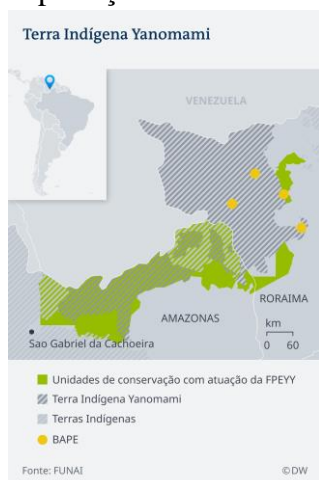 Terra Indígena Yanomami
VENEZUELA
RORAIMA
AMAZONAS
km
0 60
Sao Gabriel da Cachoeira
Unidades de conservação com atuação da FPEYY
Terra Indígena Yanomami
Terras Indígenas
BAPE
Fonte: FUNAI
©DW